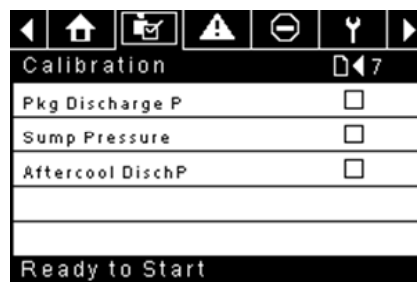 Calibration 7
Pkg Discharge P
Sump Pressure
Aftercool DischP
Ready to Start